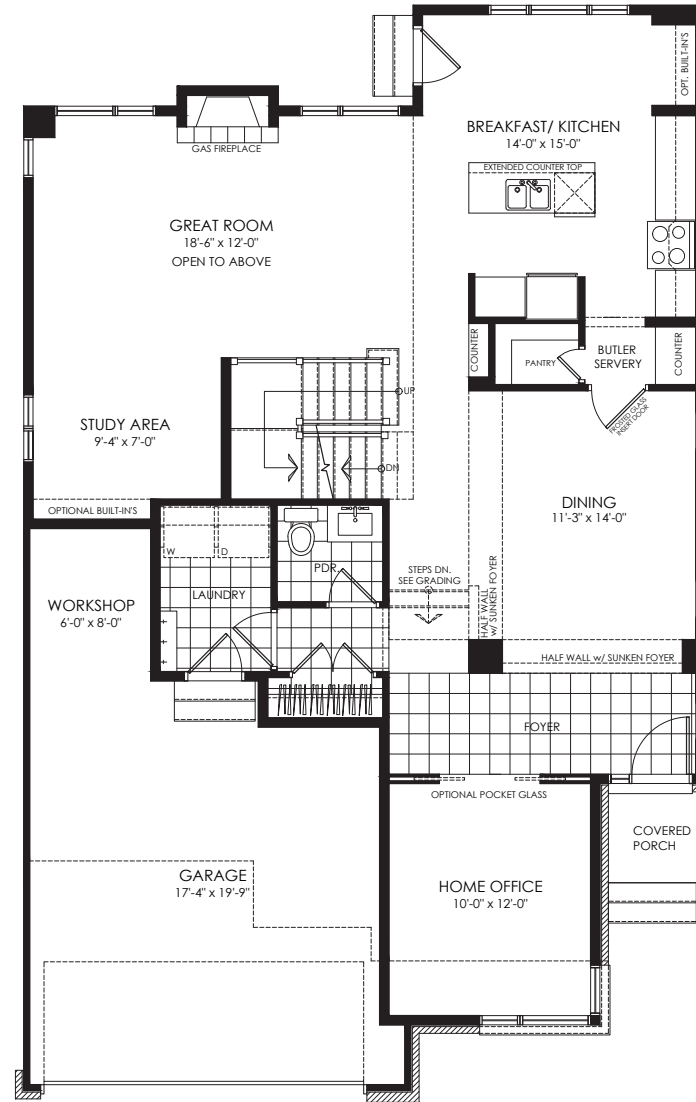 OPT. BUILT-IN'S
BREAKFAST/ KITCHEN
14'-0" x 15'-0"
GAS FIREPLACE
EXTENDED COUNTER TOP
GREAT ROOM
18'-6" x 12'-0"
OPEN TO ABOVE
COUNTER
PANTRY
BUTLER
SERVERY
COUNTER
UP
FROSTED GLASS
INSERT DOOR
STUDY AREA
9'-4" x 7'-0"
DN
OPTIONAL BUILT-IN'S
DINING
11'-3" x 14'-0"
W
D
PDR.
STEPS DN.
SEE GRADING
LAUNDRY
WORKSHOP
6'-0" x 8'-0"
HALF WALL
w/ SUNKEN FOYER
HALF WALL w/ SUNKEN FOYER
FOYER
OPTIONAL POCKET GLASS
COVERED
PORCH
GARAGE
17'-4" x 19'-9"
HOME OFFICE
10'-0" x 12'-0"